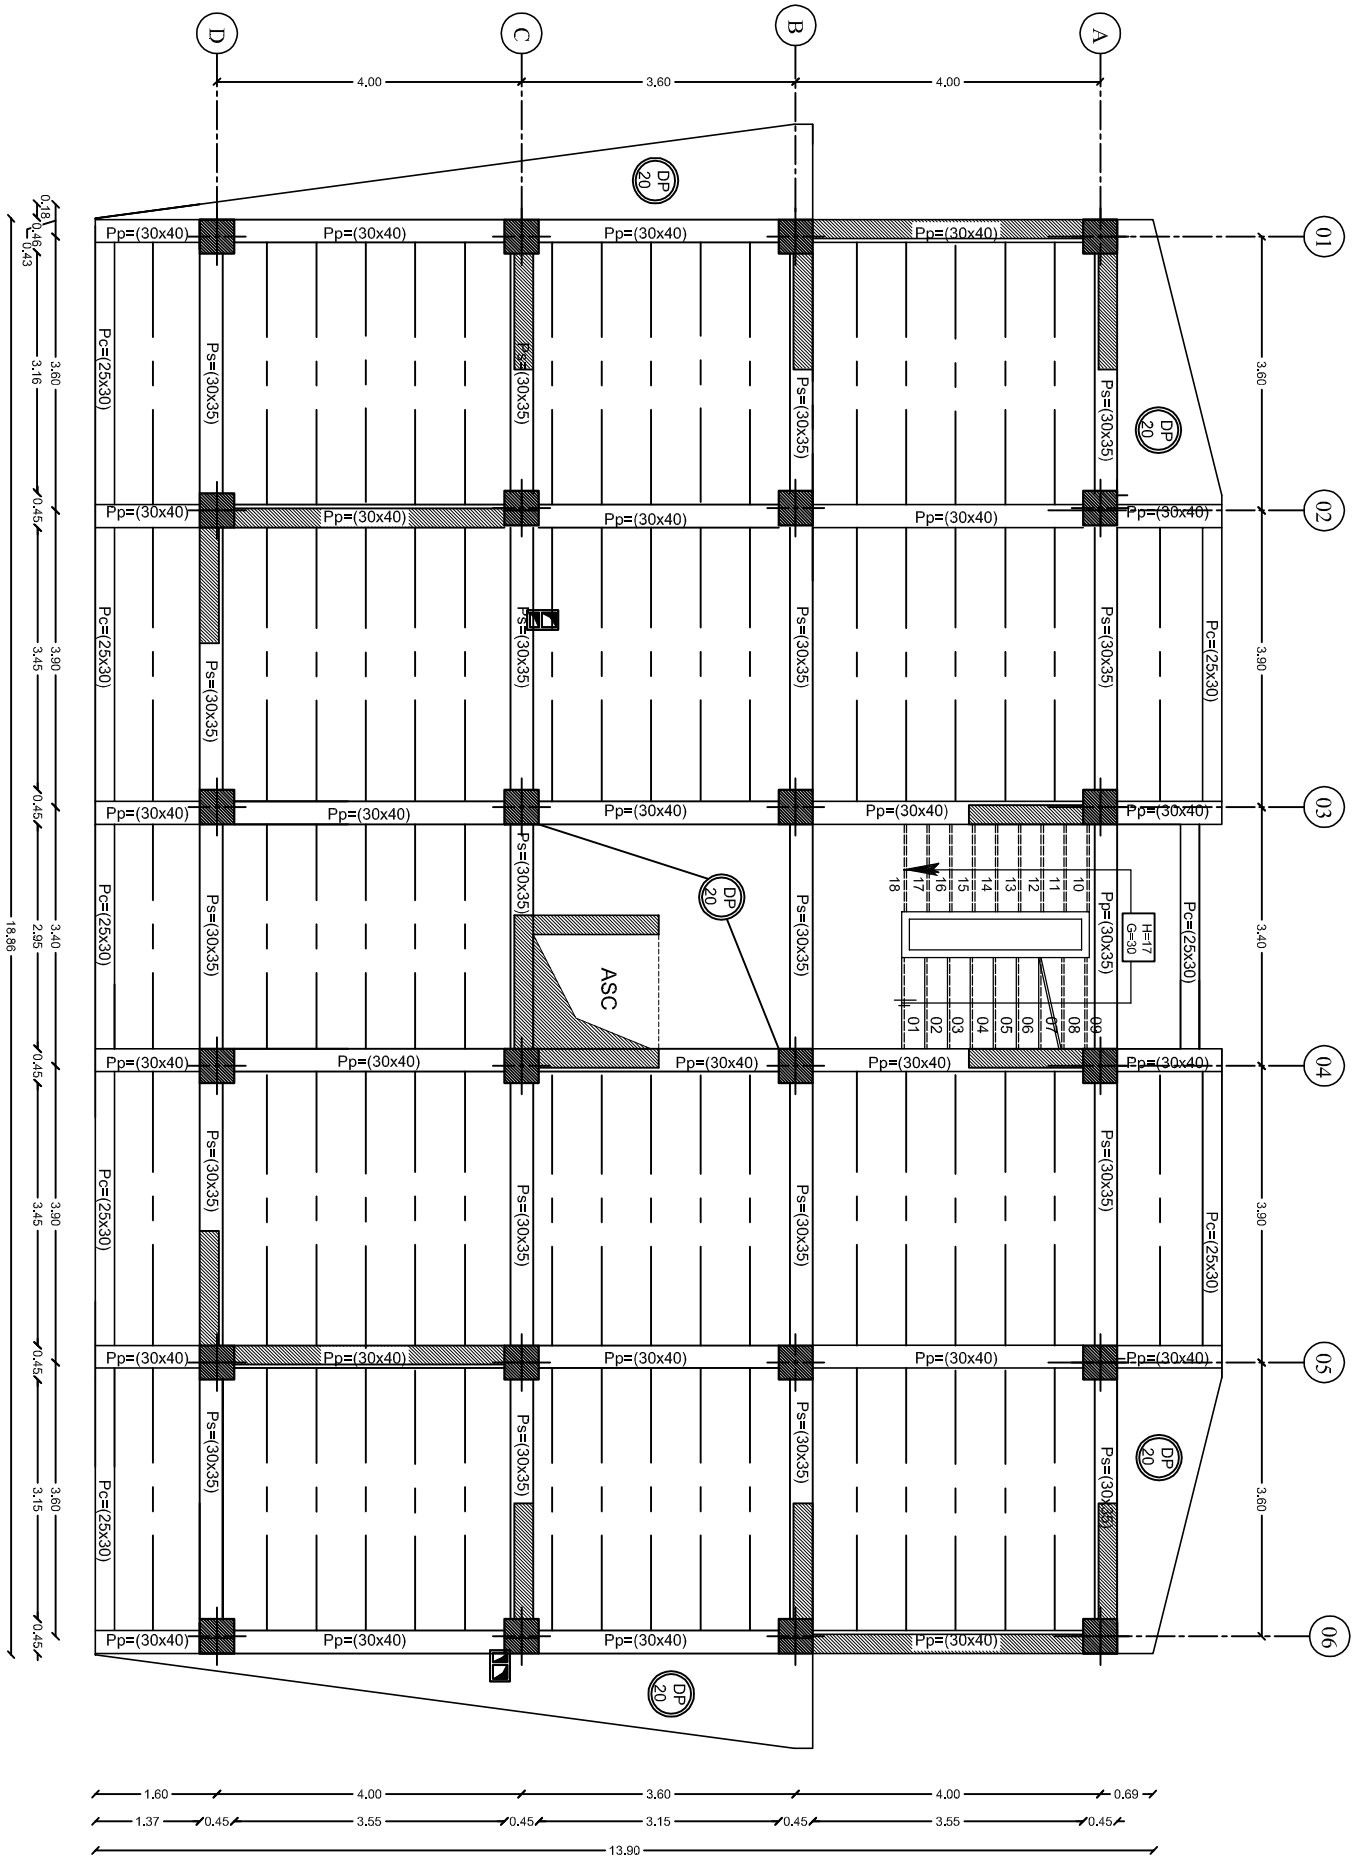 D
C
B
A
4.00
3.60
4.00
DP
20
01
Pp=(30x40)
Pp=(30x40)
Pp=(30x40)
Pp=(30x40)
0.18
0.46
0.43
3.60
3.16
Pc=(25x30)
Ps=(30x35)
Ps=(30x35)
Ps=(30x35)
Ps=(30x35)
DP
20
3.60
02
0.45
Pp=(30x40)
Pp=(30x40)
Pp=(30x40)
Pp=(30x40)
Pp=(30x40)
3.90
3.45
Pc=(25x30)
Ps=(30x35)
Ps=(30x35)
Ps=(30x35)
Ps=(30x35)
Pc=(25x30)
3.90
03
0.45
Pp=(30x40)
Pp=(30x40)
Pp=(30x40)
Pp=(30x40)
Pp=(30x40)
3.40
2.95
18.86
Pc=(25x30)
Ps=(30x35)
Ps=(30x35)
DP
20
ASC
Ps=(30x35)
18
17
16
15
14
13
12
11
10
Pp=(30x35)
H=17
G=30
Pc=(25x30)
3.40
01
02
03
04
05
06
07
08
09
04
0.45
Pp=(30x40)
Pp=(30x40)
Pp=(30x40)
Pp=(30x40)
Pp=(30x40)
3.90
3.45
Pc=(25x30)
Ps=(30x35)
Ps=(30x35)
Ps=(30x35)
Ps=(30x35)
Pc=(25x30)
3.90
05
0.45
Pp=(30x40)
Pp=(30x40)
Pp=(30x40)
Pp=(30x40)
Pp=(30x40)
3.60
3.15
Pc=(25x30)
Ps=(30x35)
Ps=(30x35)
Ps=(30x35)
Ps=(30x35)
DP
20
3.60
06
0.45
Pp=(30x40)
Pp=(30x40)
Pp=(30x40)
Pp=(30x40)
DP
20
1.60
4.00
3.60
4.00
0.69
1.37
0.45
3.55
0.45
3.15
0.45
3.55
0.45
13.90